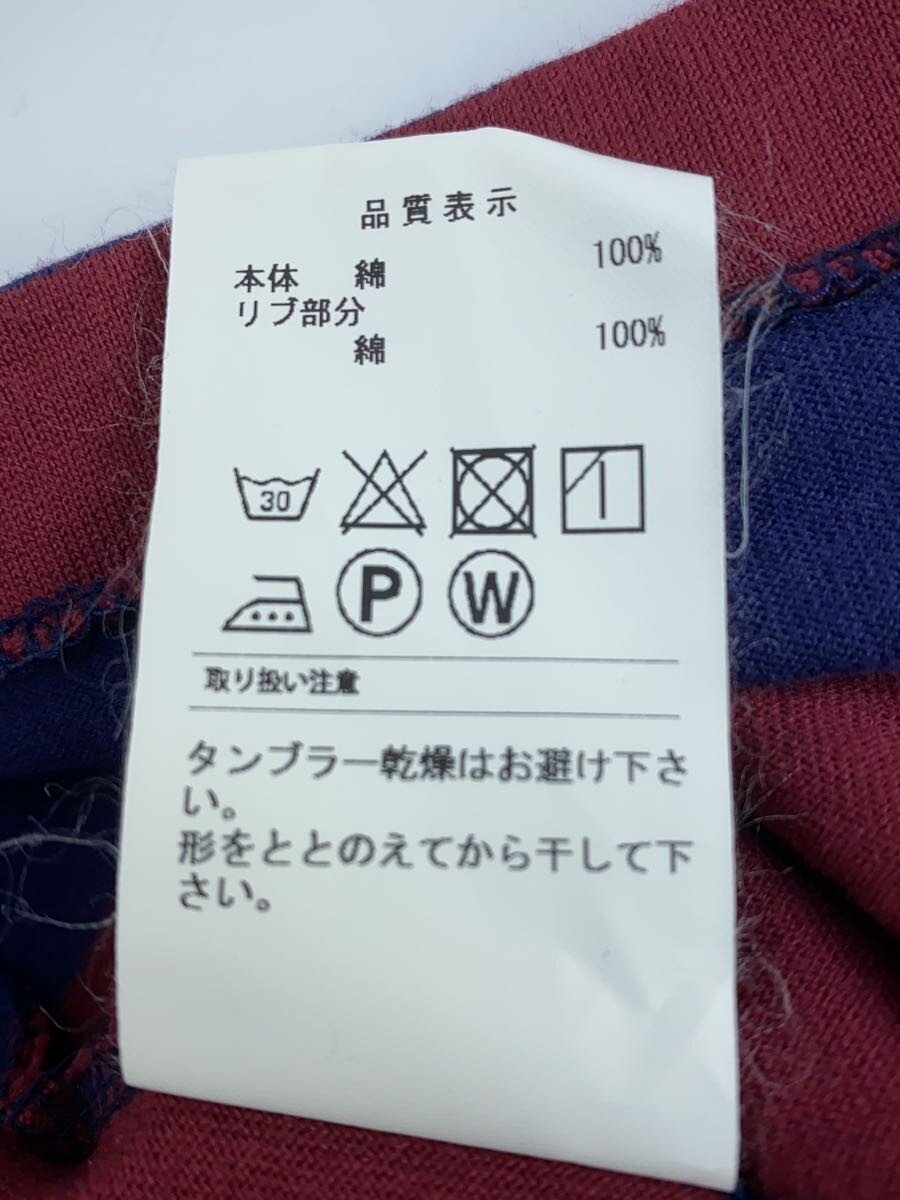 品質表示
本体 綿 100%
リブ部分
綿 100%
30
P W
取り扱い注意
タンブラー乾燥はお避け下さ
い。
形をととのえてから干して下
さい。